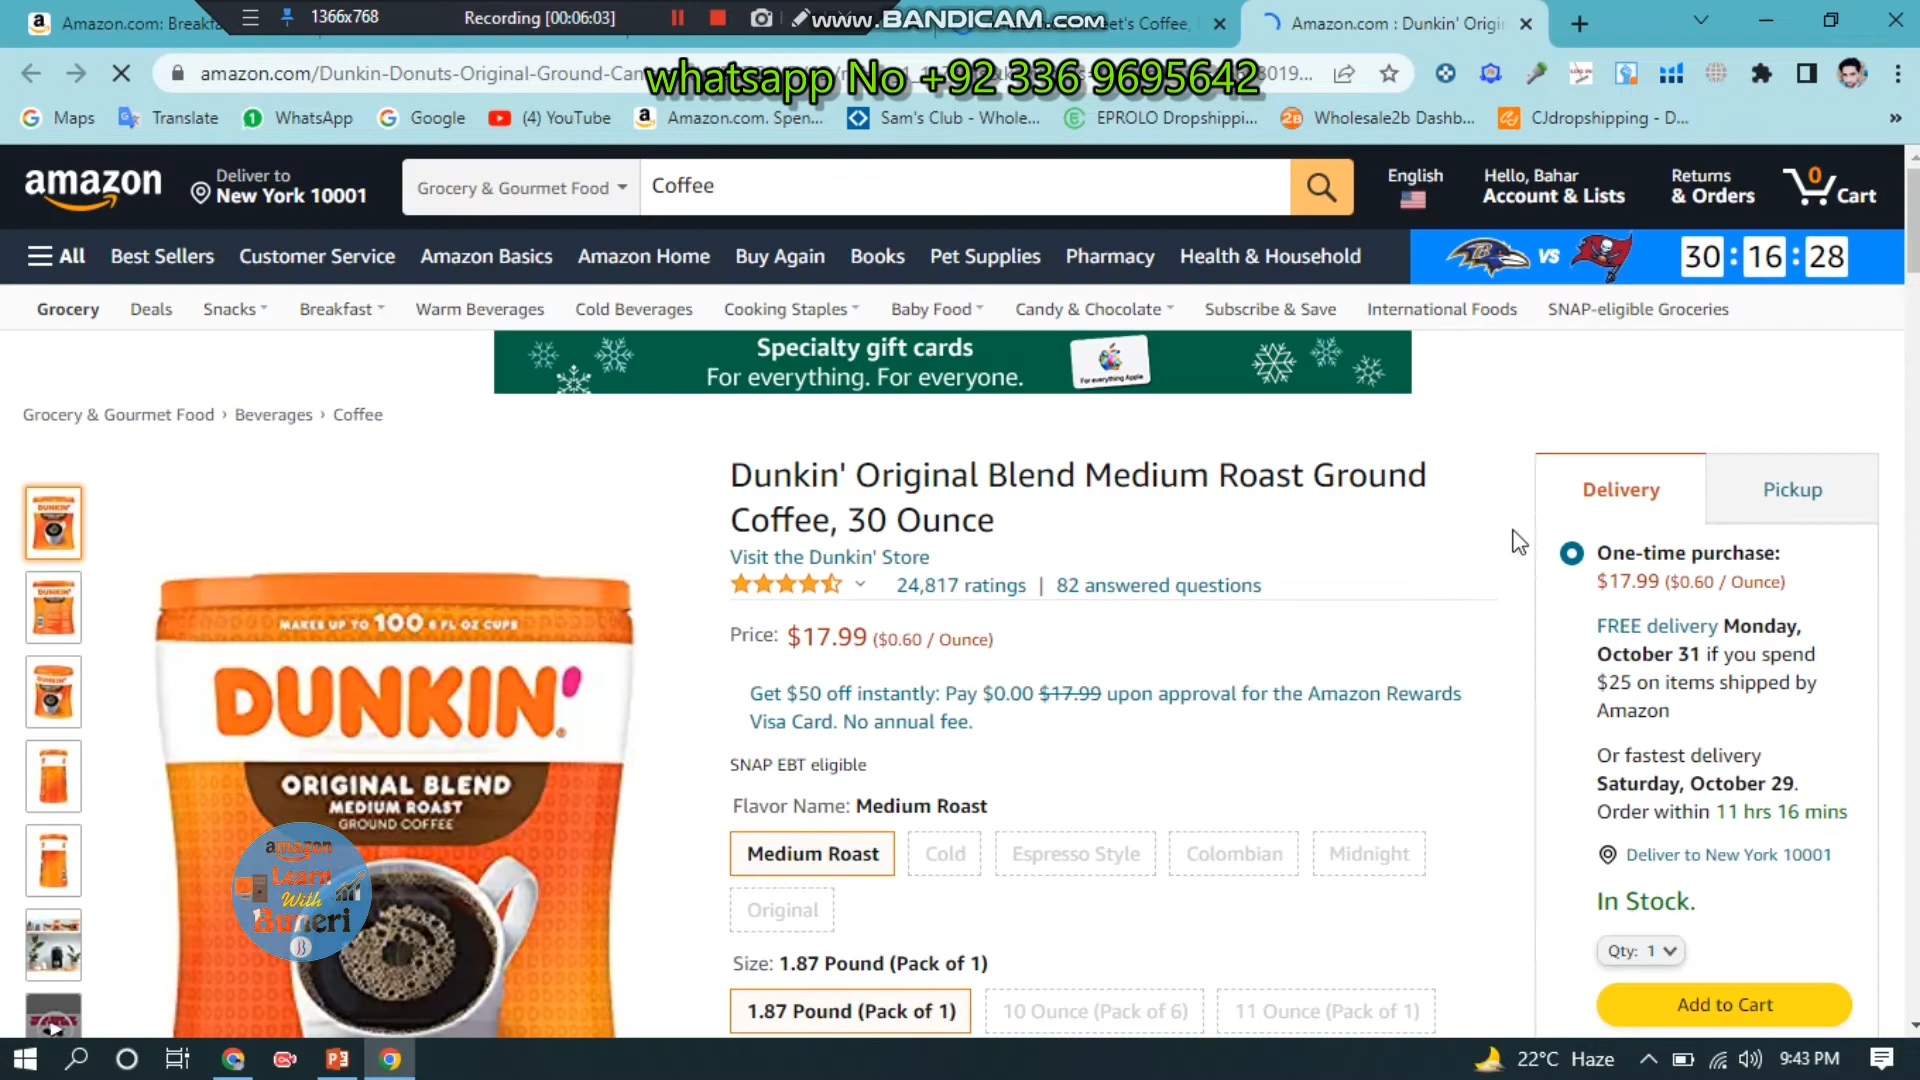 Amazon.com: Breakfa
1366x768
Recording [00:06:03]
www.BANDICAM.com
eet's Coffee,
Amazon.com : Dunkin' Origi
amazon.com/Dunkin-Donuts-Original-Ground-Can
8019...
whatsapp No +92 336 9695642
Maps
Translate
WhatsApp
Google
(4) YouTube
Amazon.com. Spen...
Sam's Club - Whole...
EPROLO Dropshippi...
Wholesale2b Dashb...
CJdropshipping - D...
»
amazon
Deliver to
New York 10001
Grocery & Gourmet Food
Coffee
English
Hello, Bahar
Account & Lists
Returns
& Orders
0
Cart
All
Best Sellers
Customer Service
Amazon Basics
Amazon Home
Buy Again
Books
Pet Supplies
Pharmacy
Health & Household
VS
30 : 16 : 28
Grocery
Deals
Snacks
Breakfast
Warm Beverages
Cold Beverages
Cooking Staples
Baby Food
Candy & Chocolate
Subscribe & Save
International Foods
SNAP-eligible Groceries
Specialty gift cards
For everything. For everyone.
For everything Apple
Grocery & Gourmet Food › Beverages › Coffee
Dunkin' Original Blend Medium Roast Ground
Coffee, 30 Ounce
Visit the Dunkin' Store
24,817 ratings | 82 answered questions
Price: $17.99 ($0.60 / Ounce)
Get $50 off instantly: Pay $0.00 $17.99 upon approval for the Amazon Rewards
Visa Card. No annual fee.
SNAP EBT eligible
Flavor Name: Medium Roast
Medium Roast
Cold
Espresso Style
Colombian
Midnight
Original
Size: 1.87 Pound (Pack of 1)
1.87 Pound (Pack of 1)
10 Ounce (Pack of 6)
11 Ounce (Pack of 1)
Delivery
Pickup
One-time purchase:
$17.99 ($0.60 / Ounce)
FREE delivery Monday,
October 31 if you spend
$25 on items shipped by
Amazon
Or fastest delivery
Saturday, October 29.
Order within 11 hrs 16 mins
Deliver to New York 10001
In Stock.
Qty: 1
Add to Cart
MAKES UP TO 100 6 FL OZ CUPS
DUNKIN'
ORIGINAL BLEND
MEDIUM ROAST
GROUND COFFEE
amazon
Learn
With
Buneri
22°C Haze
9:43 PM